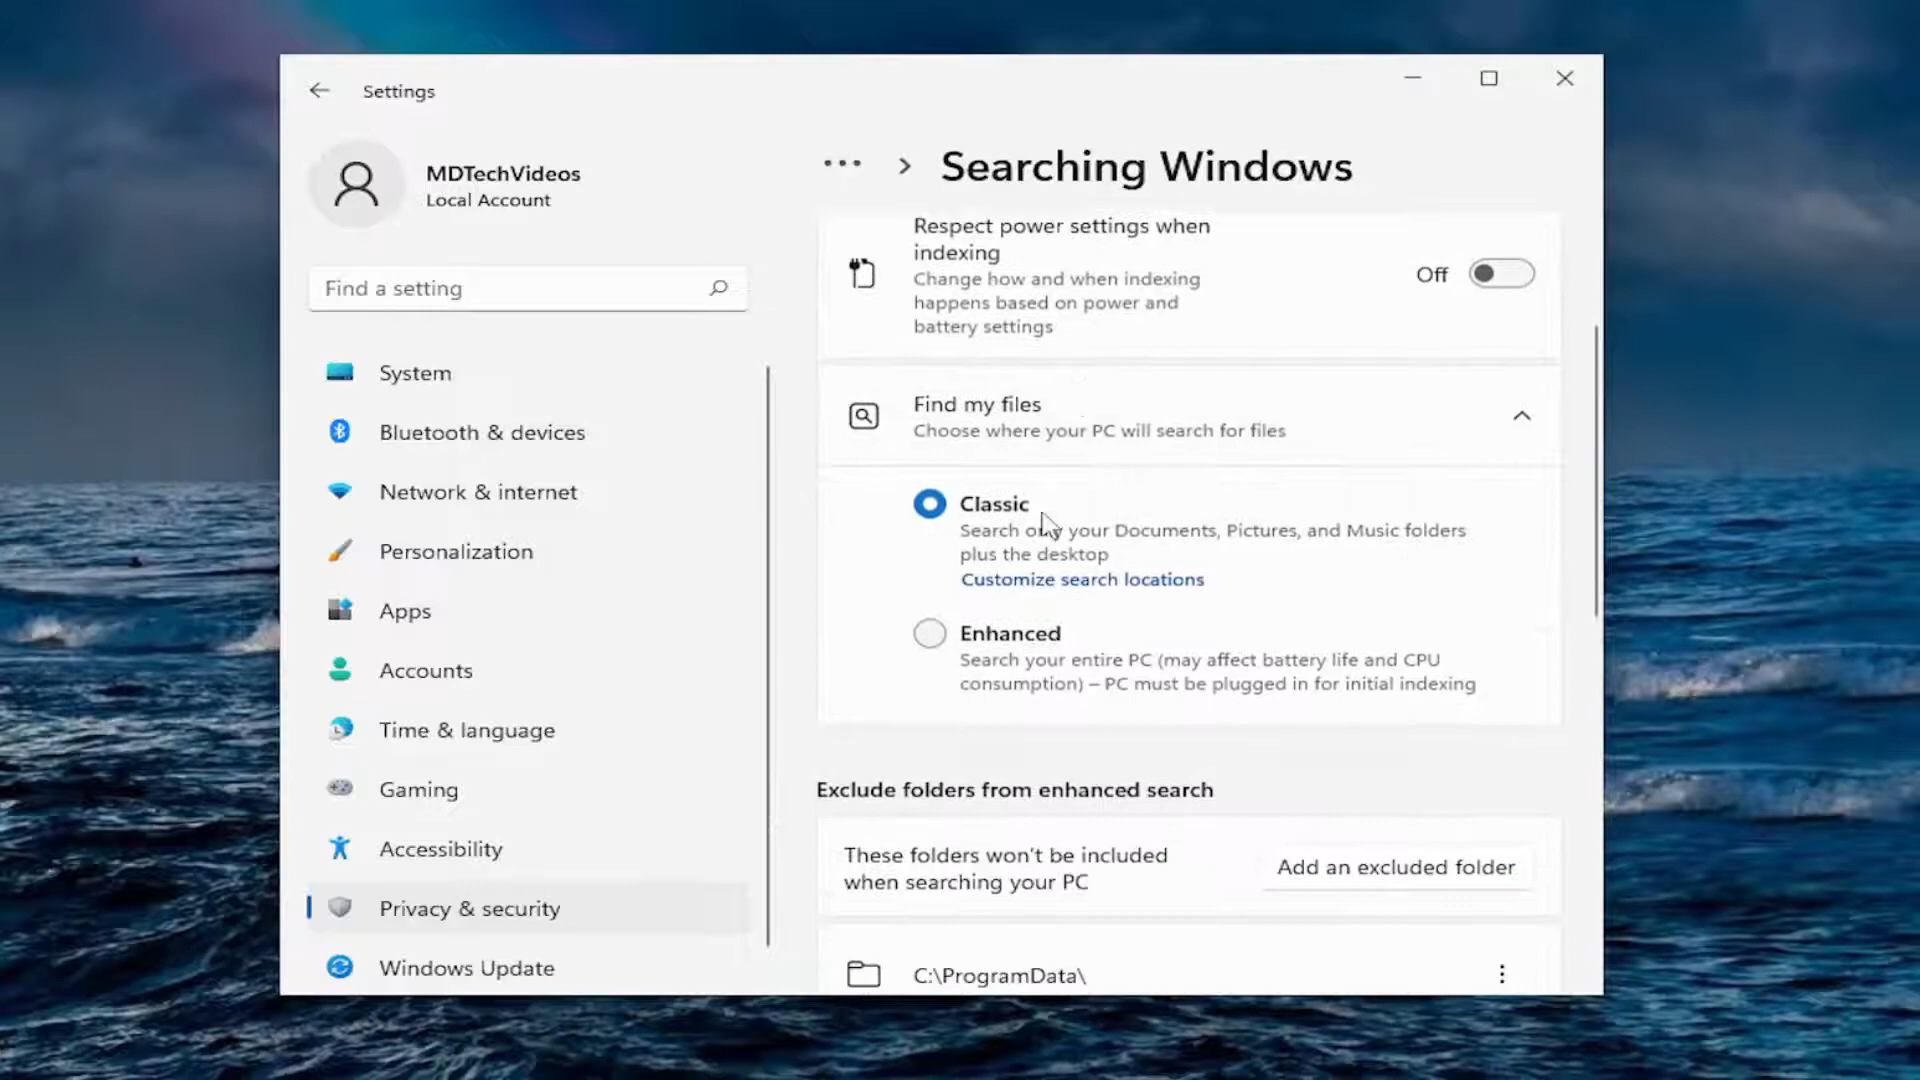 Settings
MDTechVideos
Local Account
Find a setting
System
Bluetooth & devices
Network & internet
Personalization
Apps
Accounts
Time & language
Gaming
Accessibility
Privacy & security
Windows Update
Searching Windows
Respect power settings when
indexing
Change how and when indexing
happens based on power and
battery settings
Off
Find my files
Choose where your PC will search for files
Classic
Search only your Documents, Pictures, and Music folders
plus the desktop
Customize search locations
Enhanced
Search your entire PC (may affect battery life and CPU
consumption) – PC must be plugged in for initial indexing
Exclude folders from enhanced search
These folders won't be included
when searching your PC
Add an excluded folder
C:\ProgramData\